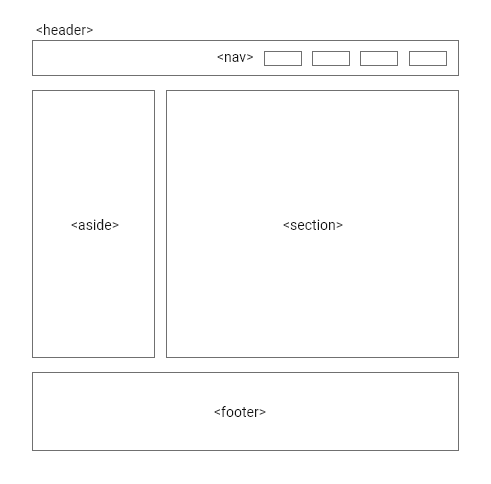 <header>
<nav>
<aside>
<section>
<footer>